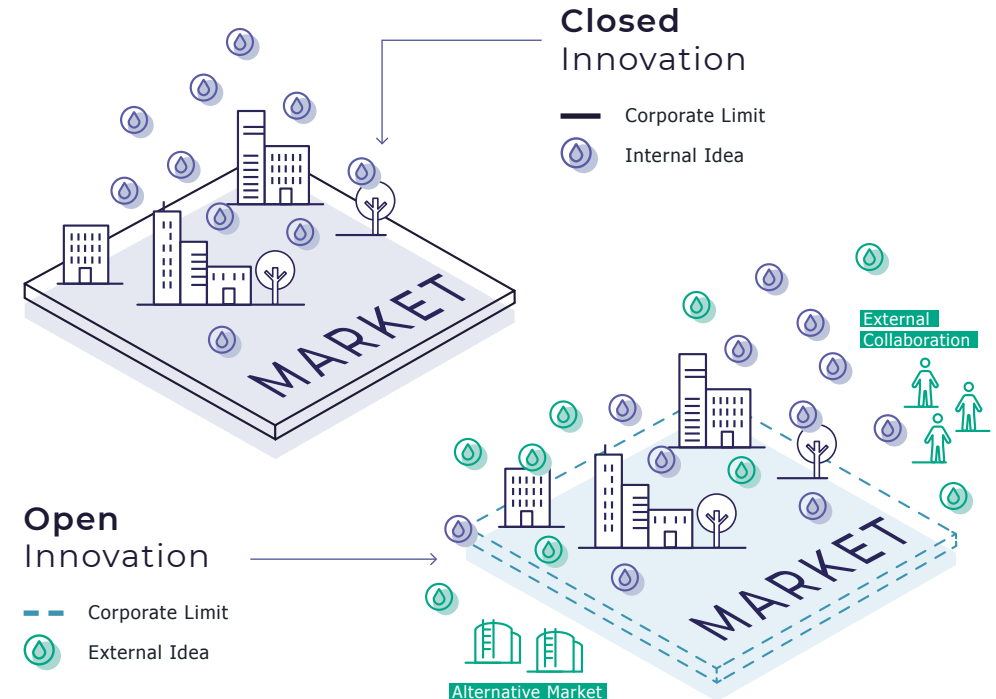 Closed
Innovation
Corporate Limit
Internal Idea
MARKET
External
Collaboration
Open
Innovation
Corporate Limit
External Idea
MARKET
Alternative Market